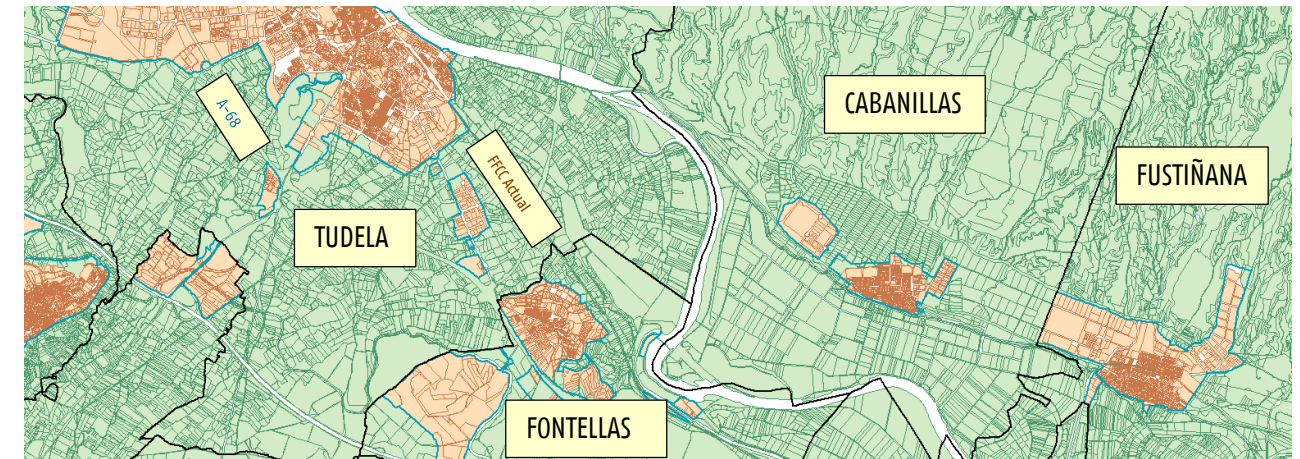 CABANILLAS
A-68
FFCC Actual
FUSTIÑANA
TUDELA
FONTELLAS